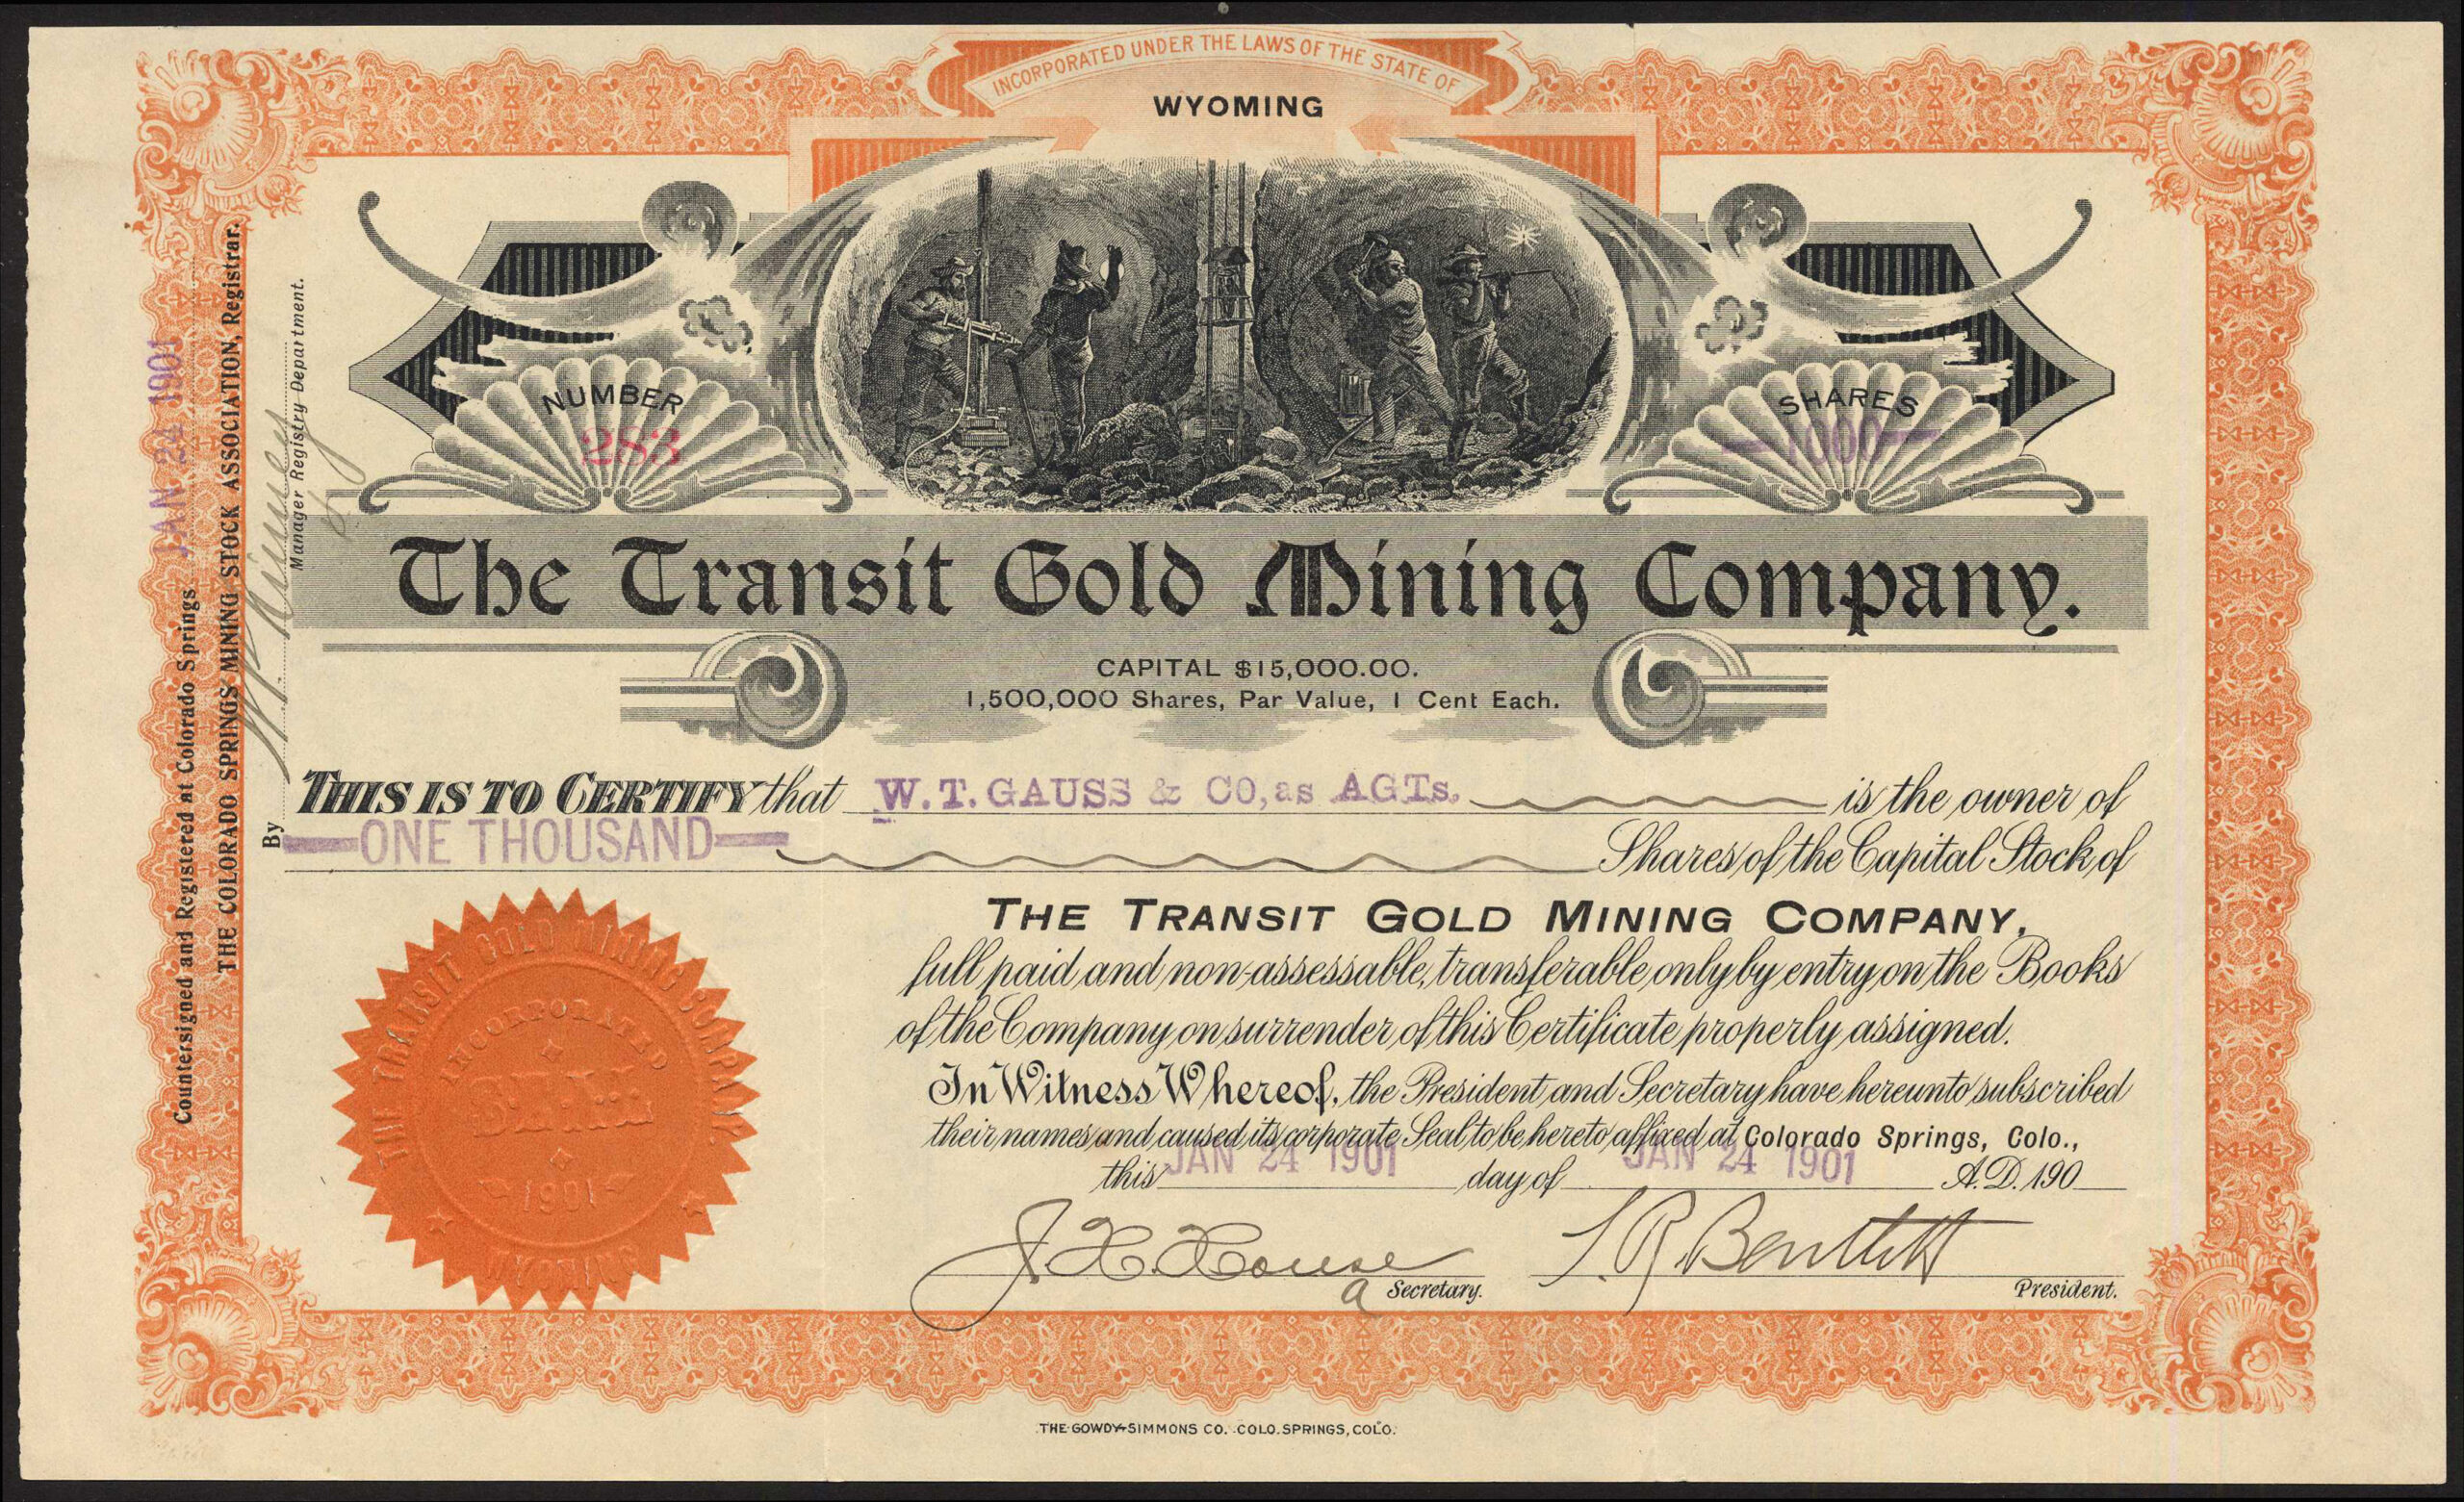 INCORPORATED UNDER THE LAWS OF THE STATE OF
WYOMING
NUMBER
283
SHARES
1000
The Transit Gold Mining Company.
CAPITAL $15,000.00.
1,500,000 Shares, Par Value, 1 Cent Each.
THIS IS TO CERTIFY that W. T. GAUSS & CO, as AGTs. is the owner of
ONE THOUSAND Shares of the Capital Stock of
THE TRANSIT GOLD MINING COMPANY,
full paid and non-assessable, transferable only by entry on the Books
of the Company on surrender of this Certificate properly assigned.
In Witness Whereof, the President and Secretary have hereunto subscribed
their names and caused its corporate Seal to be hereto affixed at Colorado Springs, Colo.,
this JAN 24 1901 day of JAN 24 1901 A.D. 190
a Secretary.
President.
THE TRANSIT GOLD MINING COMPANY.
INCORPORATED
SEAL
1901
WYOMING
Countersigned and Registered at Colorado Springs JAN 24 1901
THE COLORADO SPRINGS MINING STOCK ASSOCIATION, Registrar.
By
Manager Registry Department.
THE GOWDY-SIMMONS CO. COLO. SPRINGS, COLO.